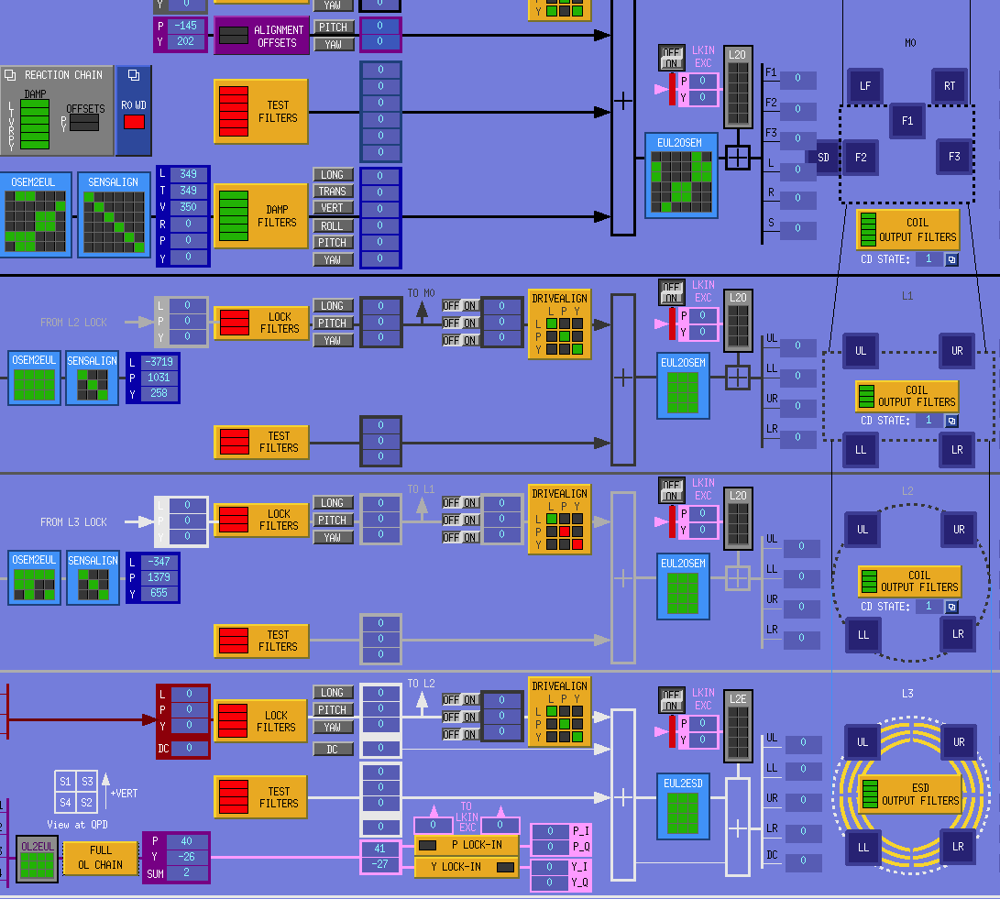 Y 0 YAW 0
P -145 ALIGNMENT OFFSETS PITCH 0
Y 202 YAW 0
M0
REACTION CHAIN
DAMP
L T V R P Y
OFFSETS
P Y
RO WD
0
0
0
0
0
0
TEST FILTERS
OFF ON
LKIN EXC
P 0
Y 0
L2O
EUL2OSEM
F1 0
F2 0
F3 0
L 0
R 0
S 0
LF
RT
F1
SD
F2
F3
OSEM2EUL
SENSALIGN
L 349
T 349
V 350
R 0
P 0
Y 0
DAMP FILTERS
LONG 0
TRANS 0
VERT 0
ROLL 0
PITCH 0
YAW 0
COIL
OUTPUT FILTERS
CD STATE: 1
FROM L2 LOCK
L 0
P 0
Y 0
LOCK FILTERS
LONG 0
PITCH 0
YAW 0
TO M0
OFF ON 0
OFF ON 0
OFF ON 0
DRIVEALIGN
L P Y
L
P
Y
OFF ON
LKIN EXC
P 0
Y 0
L2O
L1
OSEM2EUL
SENSALIGN
L -3719
P 1031
Y 258
EUL2OSEM
UL 0
LL 0
UR 0
LR 0
UL
UR
COIL
OUTPUT FILTERS
CD STATE: 1
LL
LR
TEST FILTERS
0
0
0
FROM L3 LOCK
L 0
P 0
Y 0
LOCK FILTERS
LONG 0
PITCH 0
YAW 0
TO L1
OFF ON 0
OFF ON 0
OFF ON 0
DRIVEALIGN
L P Y
L
P
Y
OFF ON
LKIN EXC
P 0
Y 0
L2O
L2
OSEM2EUL
SENSALIGN
L -347
P 1379
Y 655
EUL2OSEM
UL 0
LL 0
UR 0
LR 0
UL
UR
COIL
OUTPUT FILTERS
CD STATE: 1
LL
LR
TEST FILTERS
0
0
0
L 0
P 0
Y 0
DC 0
LOCK FILTERS
LONG 0
PITCH 0
YAW 0
DC 0
TO L2
OFF ON 0
OFF ON 0
OFF ON 0
DRIVEALIGN
L P Y
L
P
Y
OFF ON
LKIN EXC
P 0
Y 0
L2E
L3
S1 S3
S4 S2
+VERT
View at QPD
TEST FILTERS
0
0
0
0
EUL2ESD
UL 0
LL 0
UR 0
LR 0
DC 0
UL
UR
ESD
OUTPUT FILTERS
LL
LR
OL2EUL
FULL
OL CHAIN
P 40
Y -26
SUM 2
41
-27
TO LKIN EXC
0 0
P LOCK-IN
Y LOCK-IN
0 P_I
0 P_Q
0 Y_I
0 Y_Q